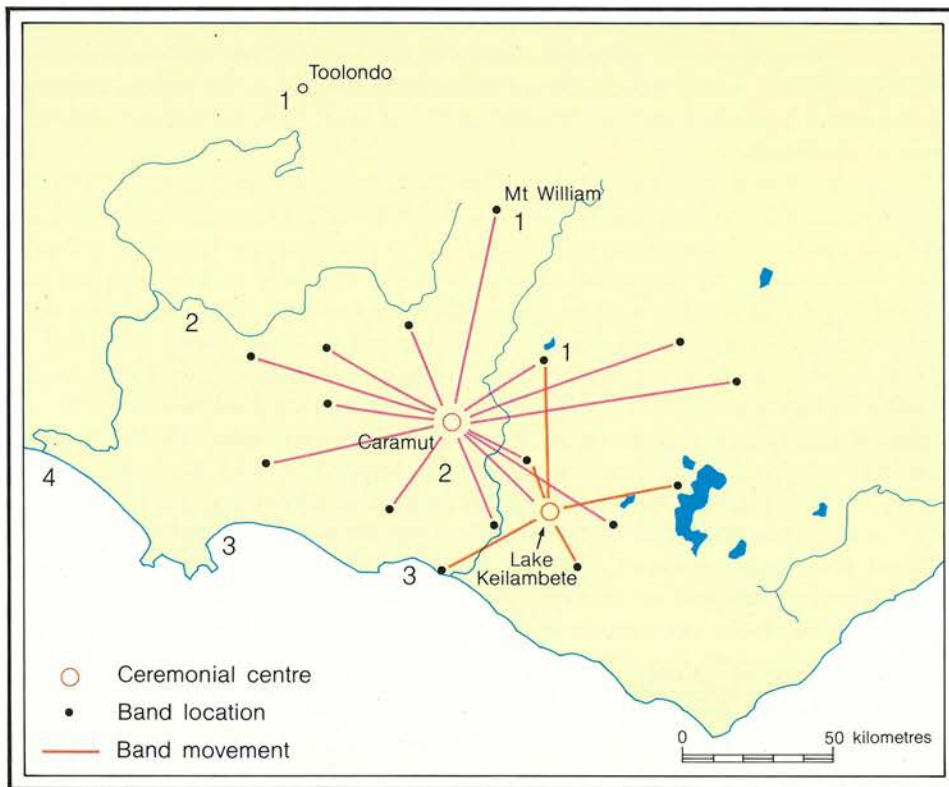 Toolondo
1
Mt William
1
2
1
Caramut
2
4
3
3
Lake
Keilambete
Ceremonial centre
Band location
Band movement
0 50 kilometres